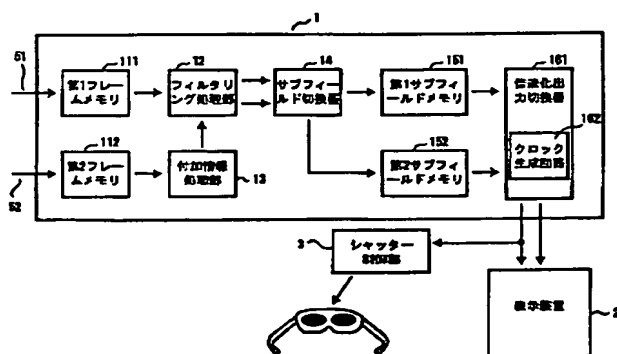 1
51
111
第1フレー
ムメモリ
12
フィルタリ
ング処理部
14
サブフィー
ルド切換器
151
第1サブフィ
ールドメモリ
161
倍速化出
力切換器
162
クロック
生成回路
52
112
第2フレー
ムメモリ
付加情報
処理部
13
152
第2サブフィ
ールドメモリ
3
シャッター
制御部
表示装置
2